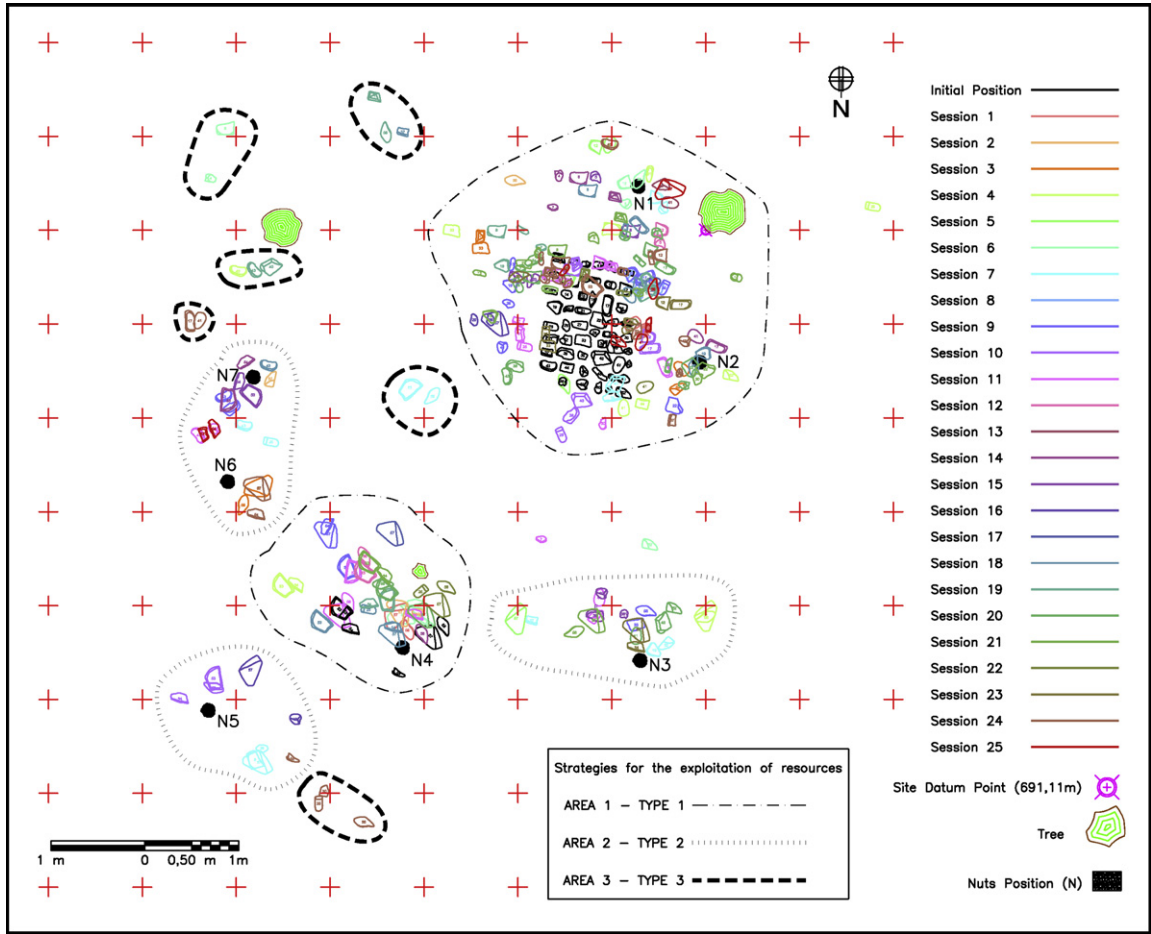 N
Initial Position
Session 1
Session 2
Session 3
Session 4
Session 5
Session 6
Session 7
Session 8
Session 9
Session 10
Session 11
Session 12
Session 13
Session 14
Session 15
Session 16
Session 17
Session 18
Session 19
Session 20
Session 21
Session 22
Session 23
Session 24
Session 25
Site Datum Point (691,11m)
Tree
Nuts Position (N)
N1
N2
N7
N6
N4
N3
N5
Strategies for the exploitation of resources
AREA 1 – TYPE 1
AREA 2 – TYPE 2
AREA 3 – TYPE 3
1 m 0 0,50 m 1m